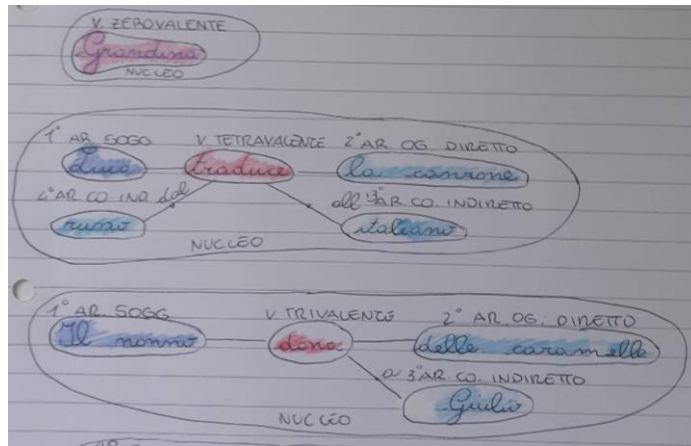 V. ZEROVALENTE
Grandina
NUCLEO
1° AR. SOGG V. TETRAVALENTE 2° AR. OG. DIRETTO
Luca traduce la canzone
4° AR. CO. IND. dal all' 3° AR. CO. INDIRETTO
russo italiano
NUCLEO
1° AR. SOGG V. TRIVALENTE 2° AR. OG. DIRETTO
Il nonno dona delle caramelle
a 3° AR. CO. INDIRETTO
Giulio
NUCLEO